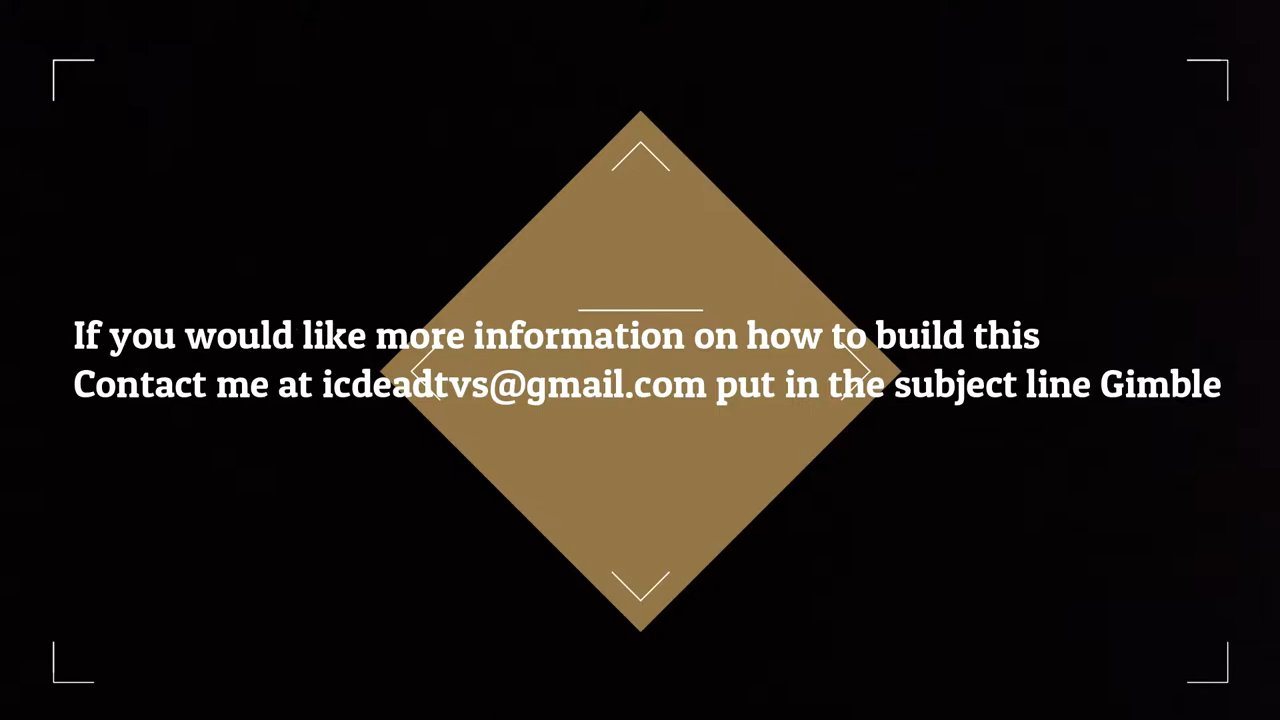 If you would like more information on how to build this
Contact me at icdeadtvs@gmail.com put in the subject line Gimble